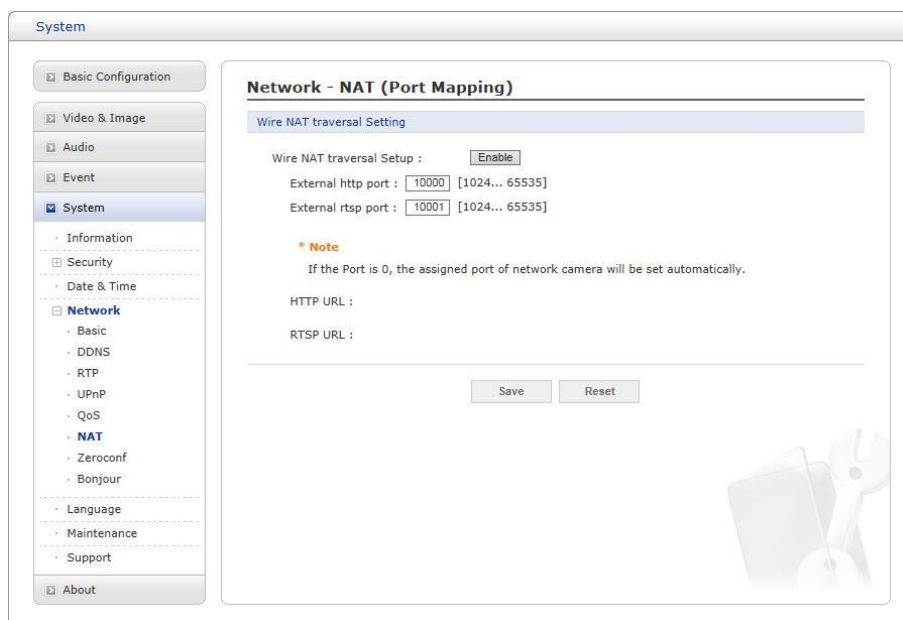 System
Basic Configuration
Video & Image
Audio
Event
System
· Information
Security
· Date & Time
Network
· Basic
· DDNS
· RTP
· UPnP
· QoS
· NAT
· Zeroconf
· Bonjour
· Language
· Maintenance
· Support
About
Network - NAT (Port Mapping)
Wire NAT traversal Setting
Wire NAT traversal Setup : Enable
External http port : 10000 [1024... 65535]
External rtsp port : 10001 [1024... 65535]
* Note
If the Port is 0, the assigned port of network camera will be set automatically.
HTTP URL :
RTSP URL :
Save Reset